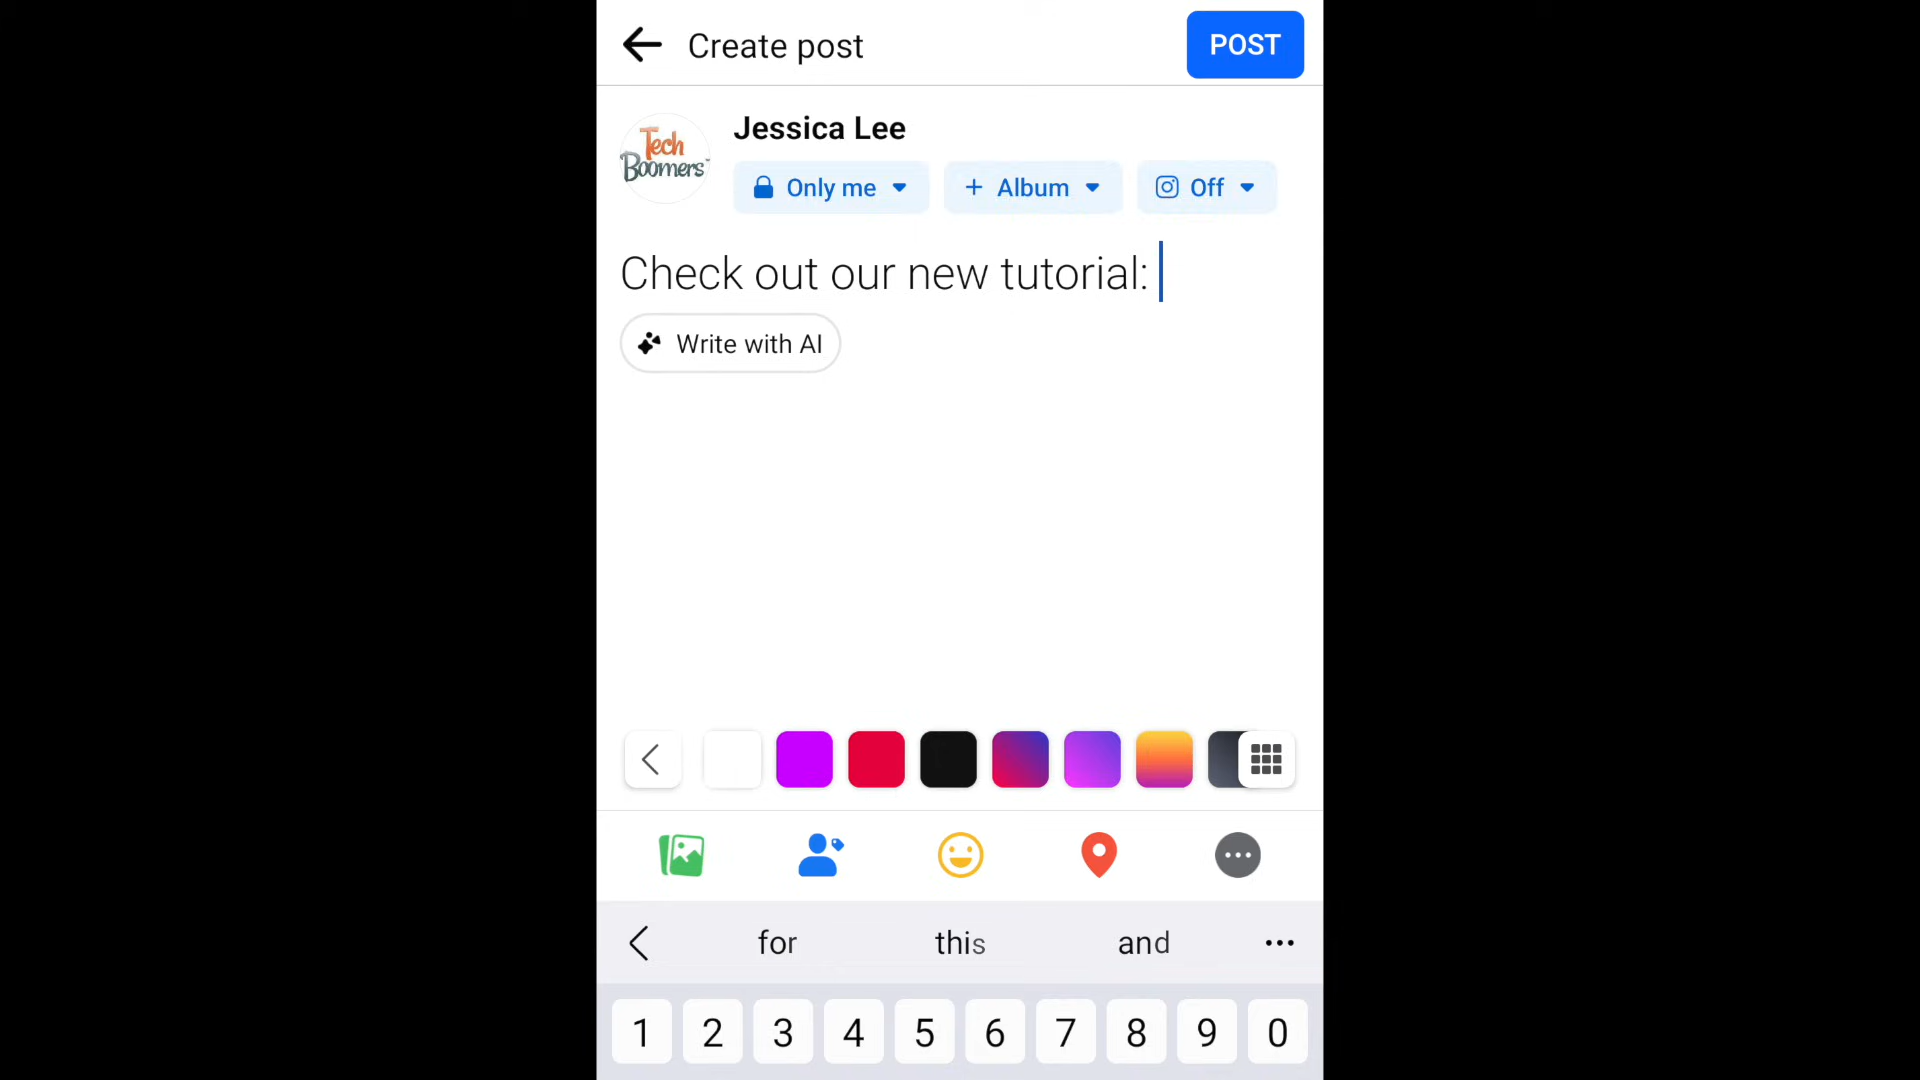 Create post
POST
Tech
Boomers
Jessica Lee
Only me
+ Album
Off
Check out our new tutorial:
Write with AI
for this and
1 2 3 4 5 6 7 8 9 0